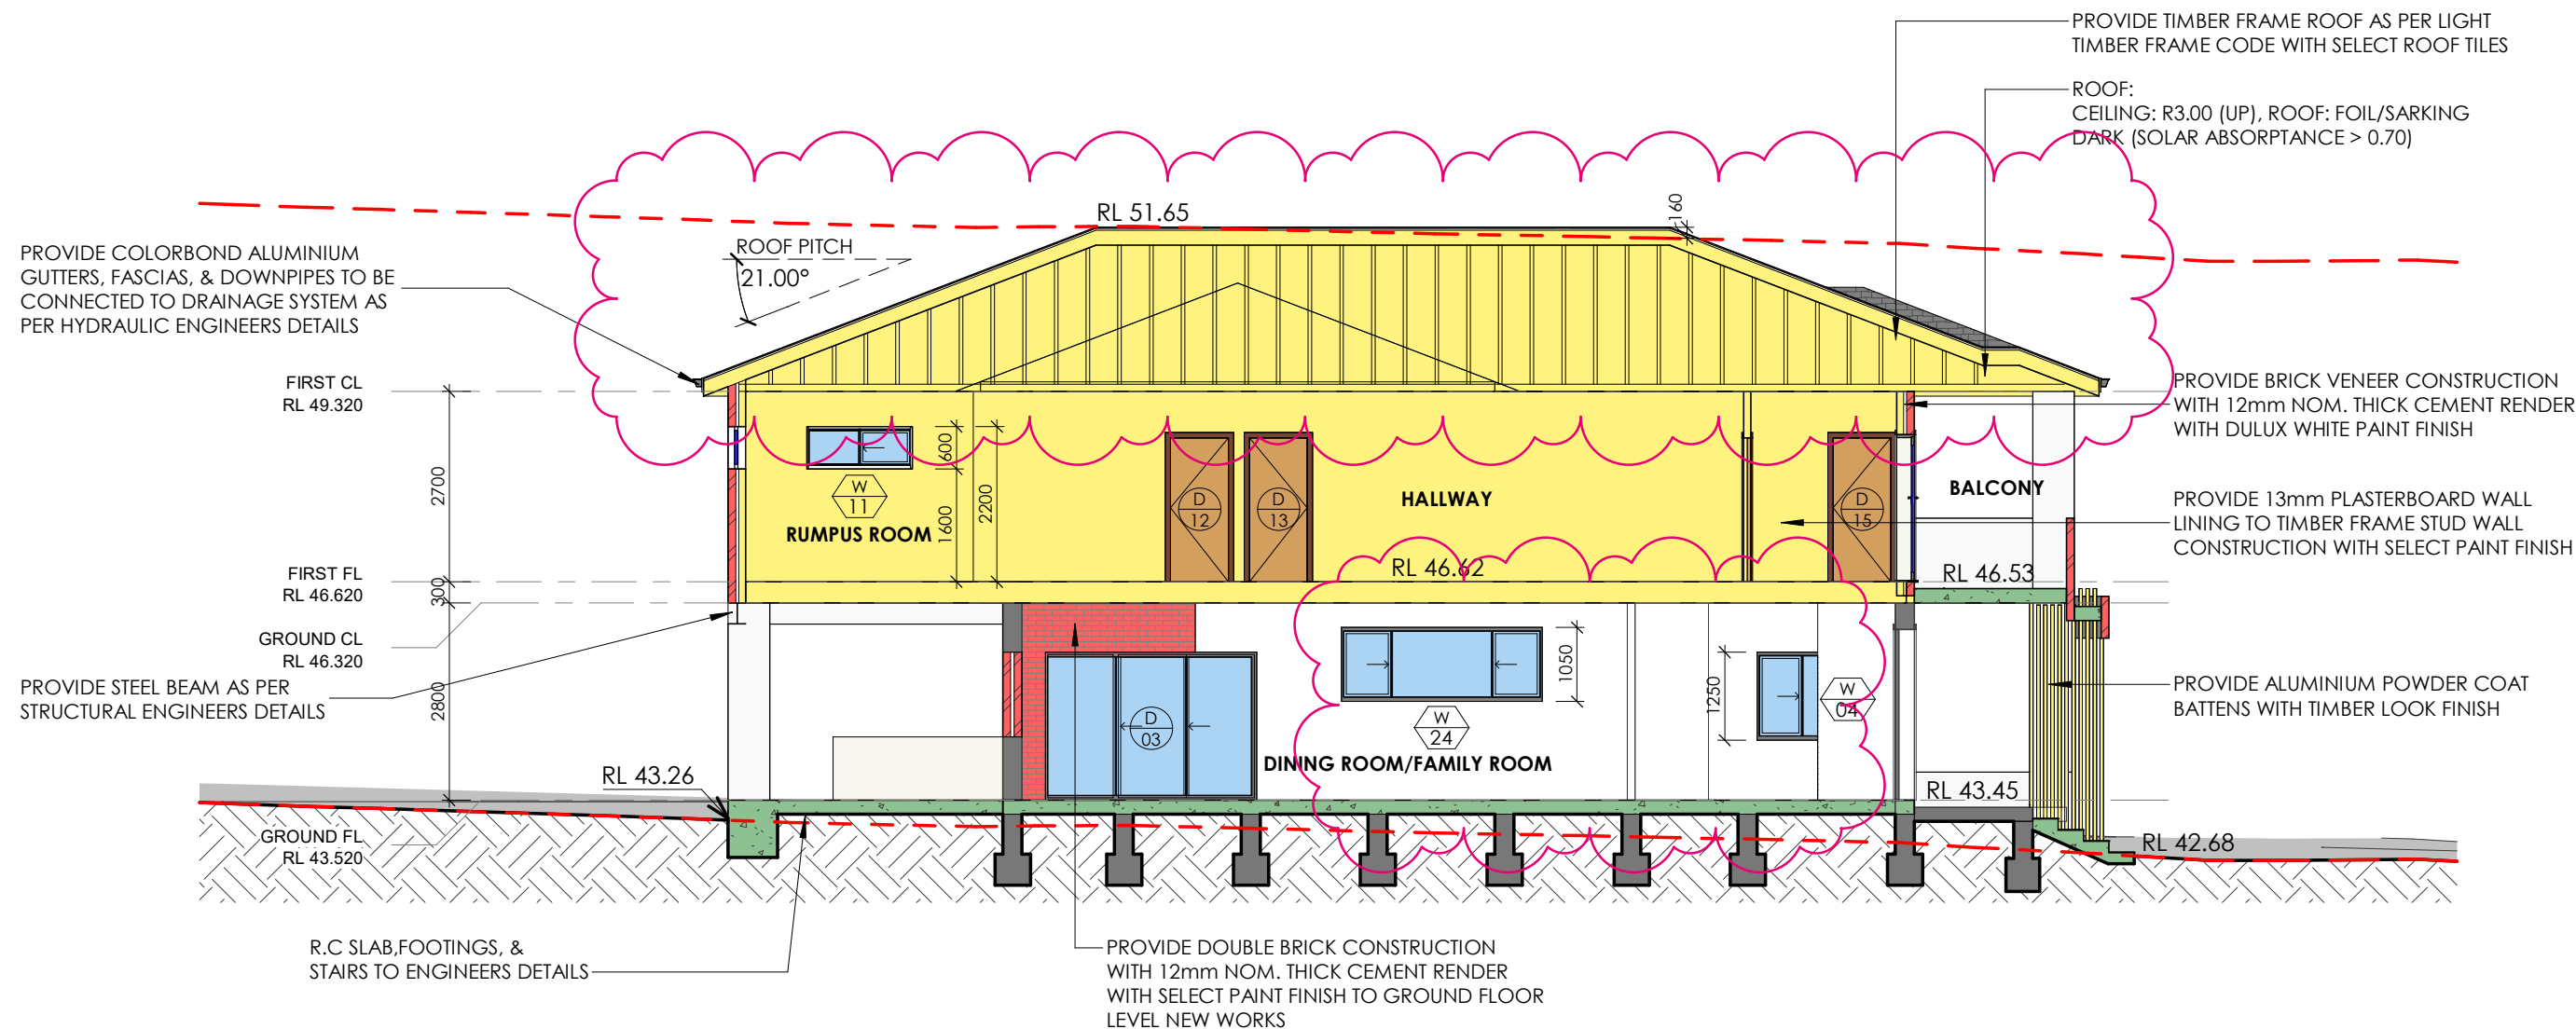 PROVIDE TIMBER FRAME ROOF AS PER LIGHT
TIMBER FRAME CODE WITH SELECT ROOF TILES
ROOF:
CEILING: R3.00 (UP), ROOF: FOIL/SARKING
DARK (SOLAR ABSORPTANCE > 0.70)
RL 51.65
160
ROOF PITCH
21.00°
PROVIDE COLORBOND ALUMINIUM
GUTTERS, FASCIAS, & DOWNPIPES TO BE
CONNECTED TO DRAINAGE SYSTEM AS
PER HYDRAULIC ENGINEERS DETAILS
FIRST CL
RL 49.320
PROVIDE BRICK VENEER CONSTRUCTION
WITH 12mm NOM. THICK CEMENT RENDER
WITH DULUX WHITE PAINT FINISH
2700
600
2200
1600
W
11
RUMPUS ROOM
D
12
D
13
HALLWAY
D
15
BALCONY
PROVIDE 13mm PLASTERBOARD WALL
LINING TO TIMBER FRAME STUD WALL
CONSTRUCTION WITH SELECT PAINT FINISH
FIRST FL
RL 46.620
300
RL 46.62
RL 46.53
GROUND CL
RL 46.320
PROVIDE STEEL BEAM AS PER
STRUCTURAL ENGINEERS DETAILS
2800
D
03
1050
W
24
1250
W
04
DINING ROOM/FAMILY ROOM
PROVIDE ALUMINIUM POWDER COAT
BATTENS WITH TIMBER LOOK FINISH
RL 43.26
RL 43.45
GROUND FL
RL 43.520
RL 42.68
R.C SLAB,FOOTINGS, &
STAIRS TO ENGINEERS DETAILS
PROVIDE DOUBLE BRICK CONSTRUCTION
WITH 12mm NOM. THICK CEMENT RENDER
WITH SELECT PAINT FINISH TO GROUND FLOOR
LEVEL NEW WORKS